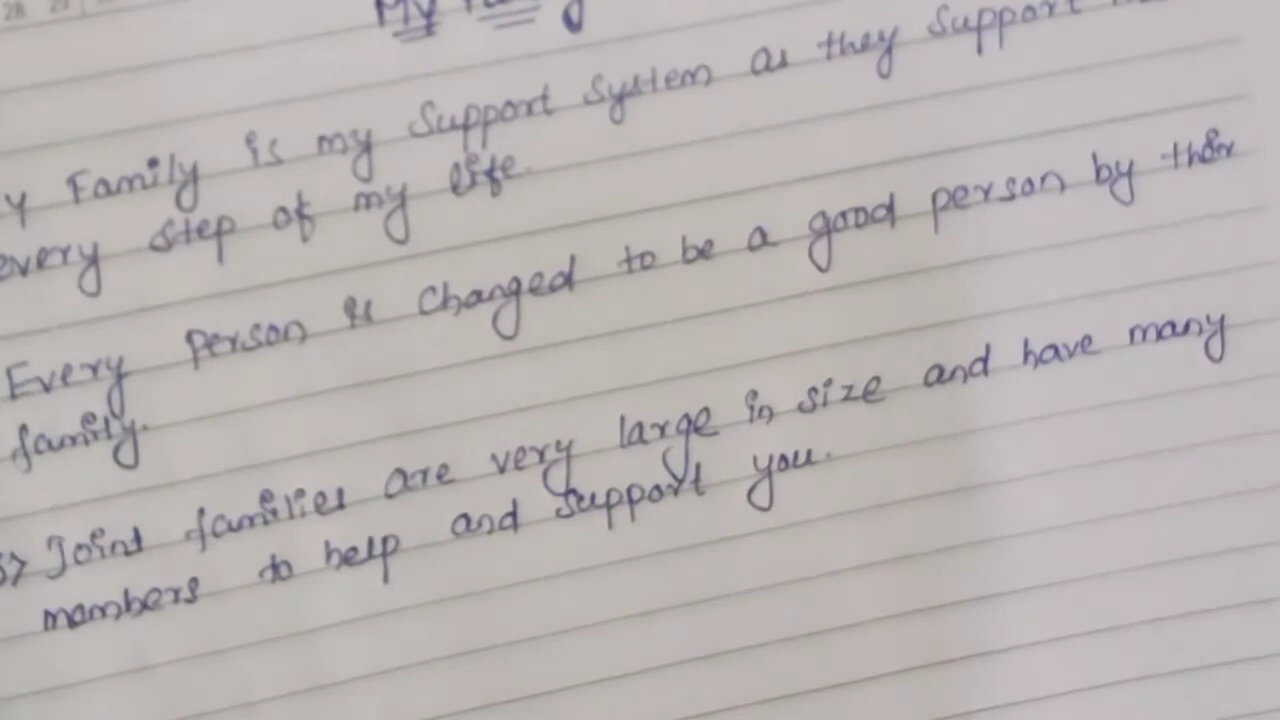 My
y Family is my Support System as they Support
every step of my life.
Every person is changed to be a good person by their
family.
Joint families are very large in size and have many
members to help and support you.